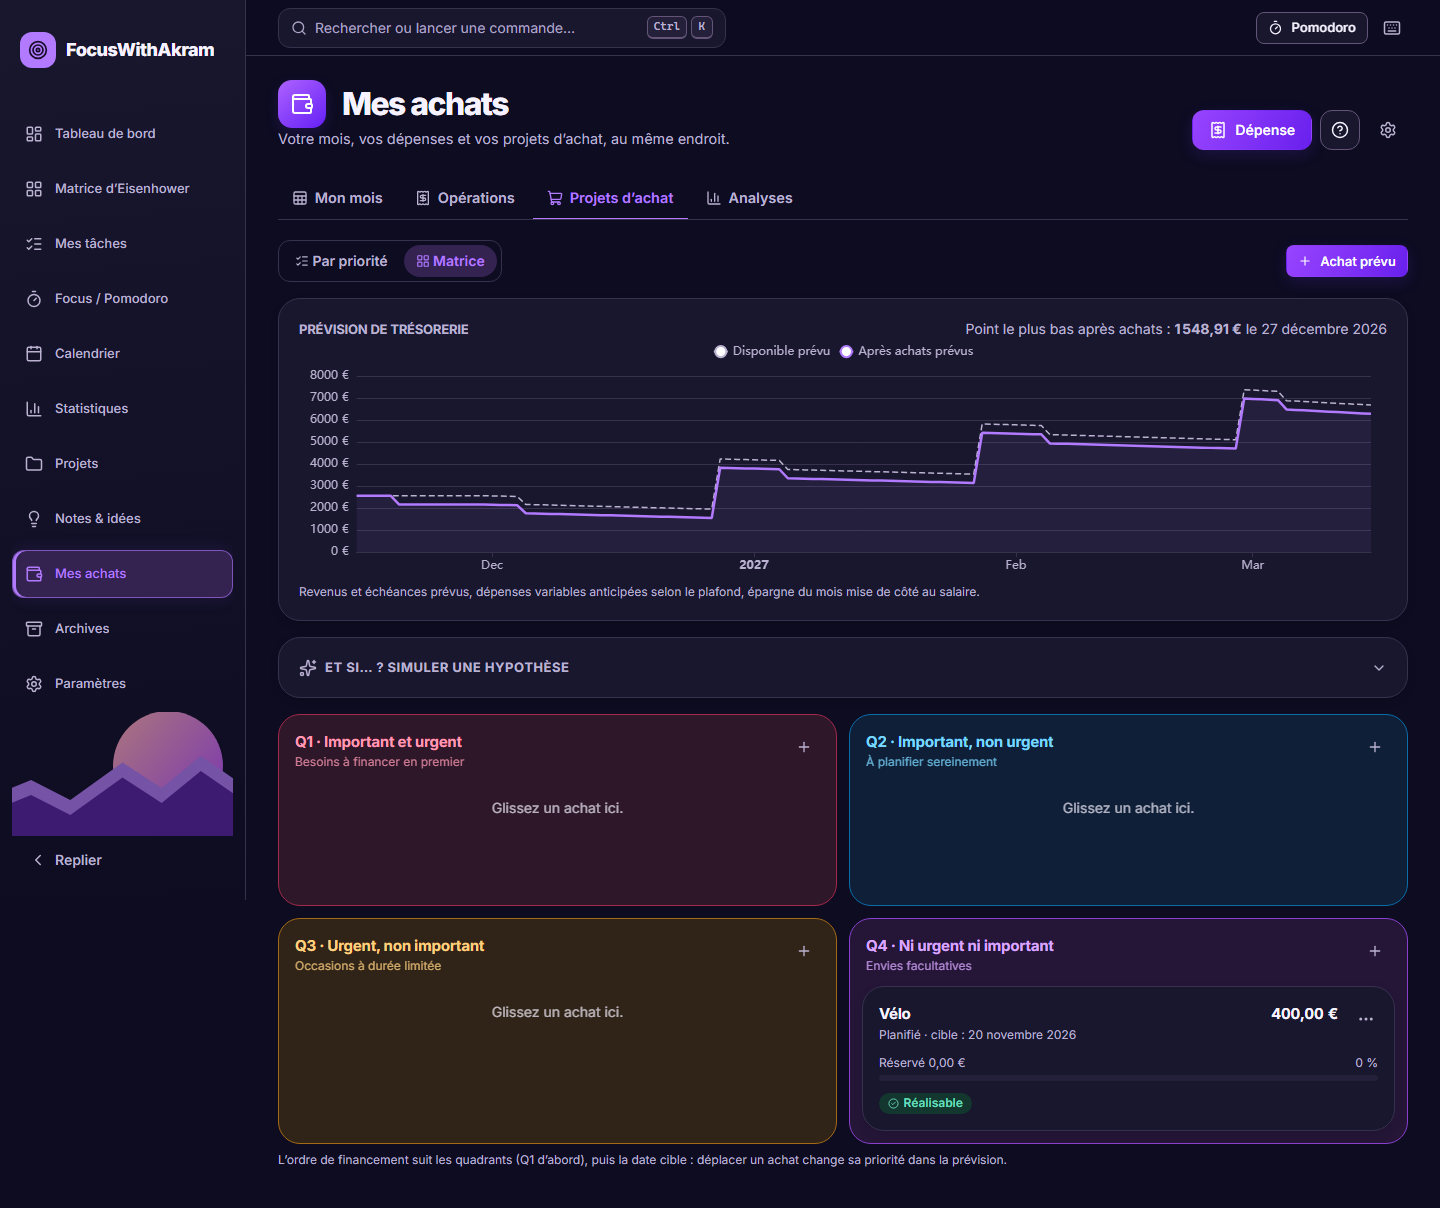 FocusWithAkram
Rechercher ou lancer une commande...
Ctrl K
Pomodoro
Tableau de bord
Matrice d’Eisenhower
Mes tâches
Focus / Pomodoro
Calendrier
Statistiques
Projets
Notes & idées
Mes achats
Archives
Paramètres
Replier
Mes achats
Votre mois, vos dépenses et vos projets d’achat, au même endroit.
Dépense
Mon mois
Opérations
Projets d’achat
Analyses
Par priorité
Matrice
Achat prévu
PRÉVISION DE TRÉSORERIE
Point le plus bas après achats : 1 548,91 € le 27 décembre 2026
Disponible prévu
Après achats prévus
8000 €
7000 €
6000 €
5000 €
4000 €
3000 €
2000 €
1000 €
0 €
Dec
2027
Feb
Mar
Revenus et échéances prévus, dépenses variables anticipées selon le plafond, épargne du mois mise de côté au salaire.
ET SI… ? SIMULER UNE HYPOTHÈSE
Q1 · Important et urgent
Besoins à financer en premier
Glissez un achat ici.
Q2 · Important, non urgent
À planifier sereinement
Glissez un achat ici.
Q3 · Urgent, non important
Occasions à durée limitée
Glissez un achat ici.
Q4 · Ni urgent ni important
Envies facultatives
Vélo
400,00 €
Planifié · cible : 20 novembre 2026
Réservé 0,00 €
0 %
Réalisable
L’ordre de financement suit les quadrants (Q1 d’abord), puis la date cible : déplacer un achat change sa priorité dans la prévision.